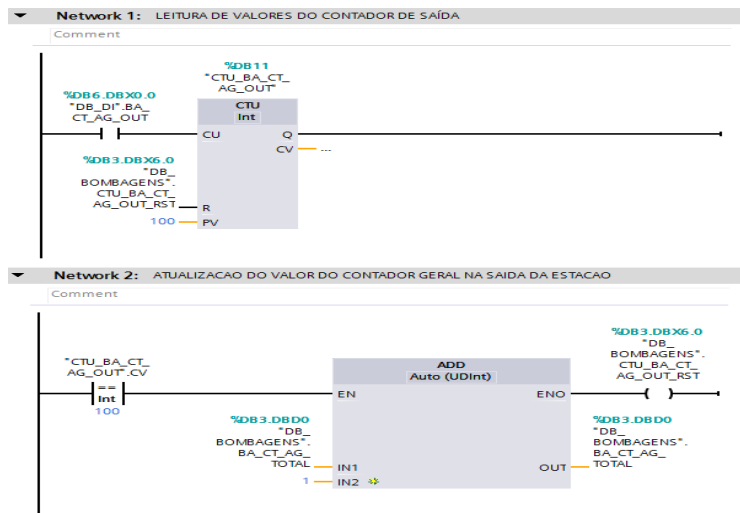 Network 1: LEITURA DE VALORES DO CONTADOR DE SAÍDA
Comment
%DB11
"CTU_BA_CT_
AG_OUT"
%DB6.DBX0.0
"DB_DI".BA_
CT_AG_OUT
CTU
Int
CU
Q
CV
...
%DB3.DBX6.0
"DB_
BOMBAGENS".
CTU_BA_CT_
AG_OUT_RST
R
100
PV
Network 2: ATUALIZACAO DO VALOR DO CONTADOR GERAL NA SAIDA DA ESTACAO
Comment
"CTU_BA_CT_
AG_OUT".CV
==
Int
100
ADD
Auto (UDInt)
EN
ENO
%DB3.DBX6.0
"DB_
BOMBAGENS".
CTU_BA_CT_
AG_OUT_RST
%DB3.DBD0
"DB_
BOMBAGENS".
BA_CT_AG_
TOTAL
IN1
1
IN2
OUT
%DB3.DBD0
"DB_
BOMBAGENS".
BA_CT_AG_
TOTAL